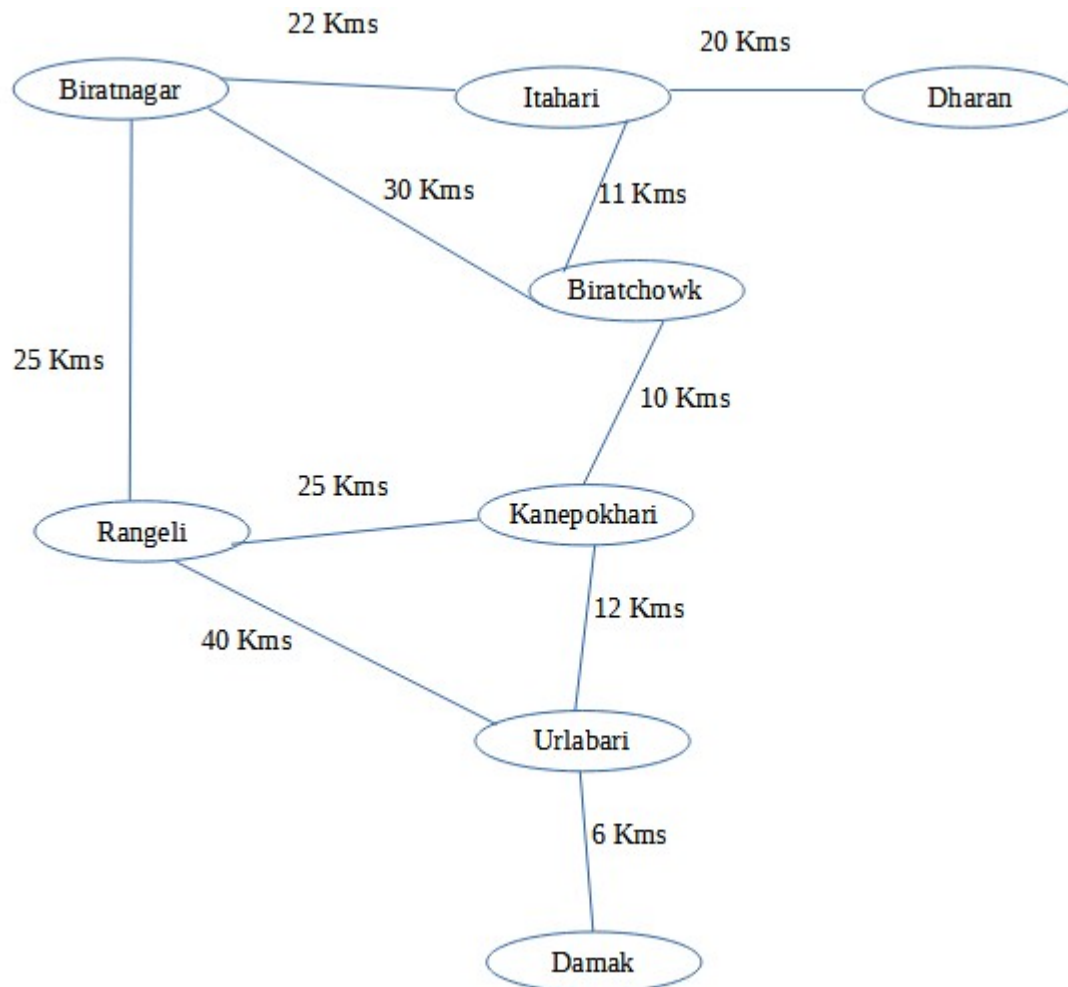 22 Kms
20 Kms
Biratnagar
Itahari
Dharan
30 Kms
11 Kms
Biratchowk
25 Kms
10 Kms
25 Kms
Kanepokhari
Rangeli
12 Kms
40 Kms
Urlabari
6 Kms
Damak